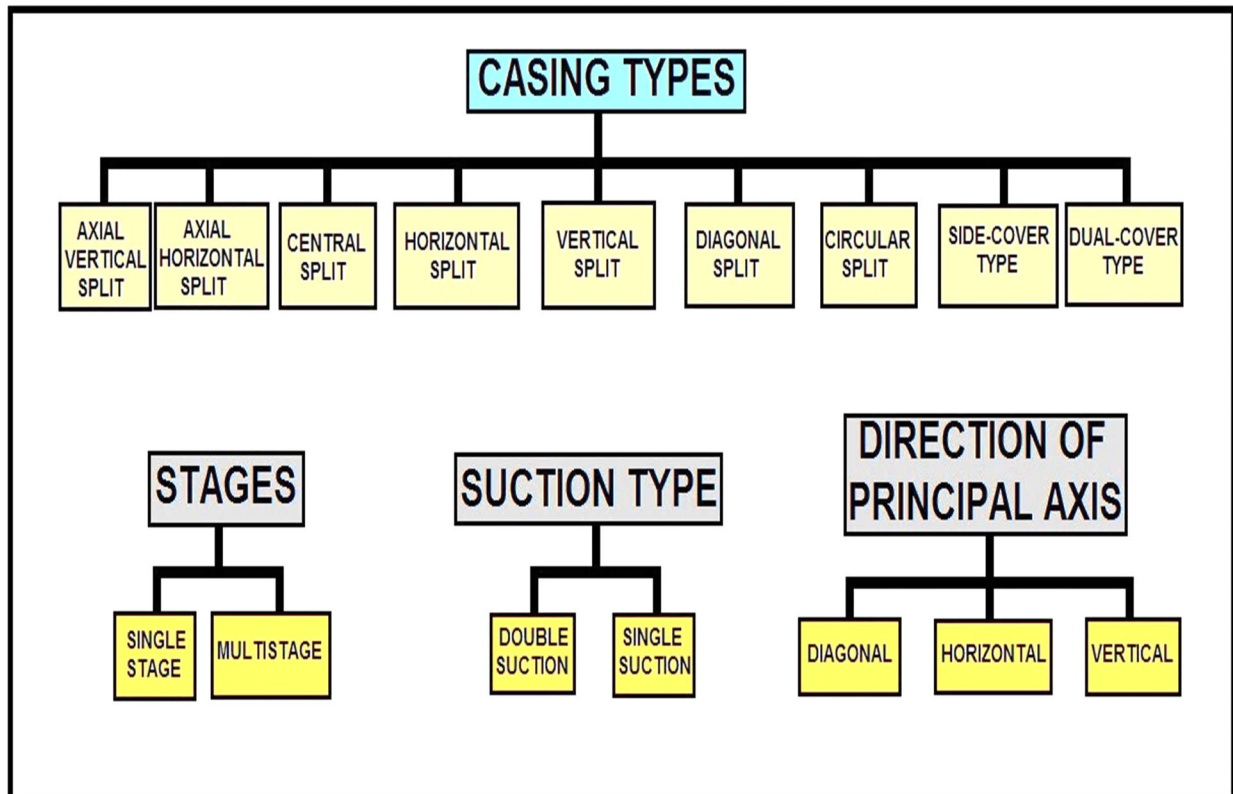 CASING TYPES
AXIAL
VERTICAL
SPLIT
AXIAL
HORIZONTAL
SPLIT
CENTRAL
SPLIT
HORIZONTAL
SPLIT
VERTICAL
SPLIT
DIAGONAL
SPLIT
CIRCULAR
SPLIT
SIDE-COVER
TYPE
DUAL-COVER
TYPE
STAGES
SINGLE
STAGE
MULTISTAGE
SUCTION TYPE
DOUBLE
SUCTION
SINGLE
SUCTION
DIRECTION OF
PRINCIPAL AXIS
DIAGONAL
HORIZONTAL
VERTICAL